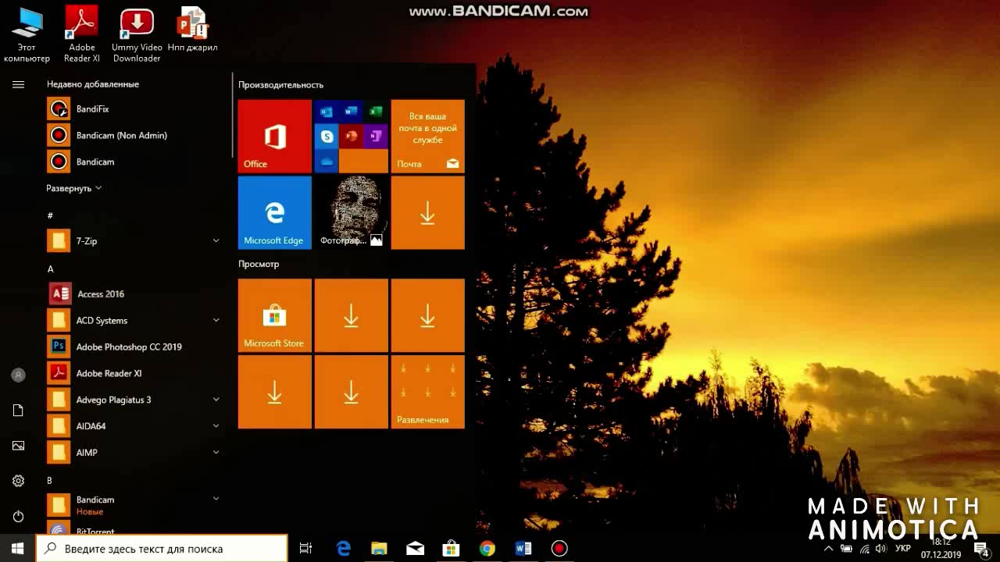 www.BANDICAM.com
Этот
компьютер
Adobe
Reader XI
Ummy Video
Downloader
Нпп джарил
Недавно добавленные
BandiFix
Bandicam (Non Admin)
Bandicam
Развернуть
#
7-Zip
A
Access 2016
ACD Systems
Adobe Photoshop CC 2019
Adobe Reader XI
Advego Plagiatus 3
AIDA64
AIMP
B
Bandicam
Новые
BitTorrent
Производительность
Office
Вся ваша
почта в одной
службе
Почта
Microsoft Edge
Фотограф...
Просмотр
Microsoft Store
Развлечения
MADE WITH
ANIMOTICA
Введите здесь текст для поиска
УКР
18:12
07.12.2019
4